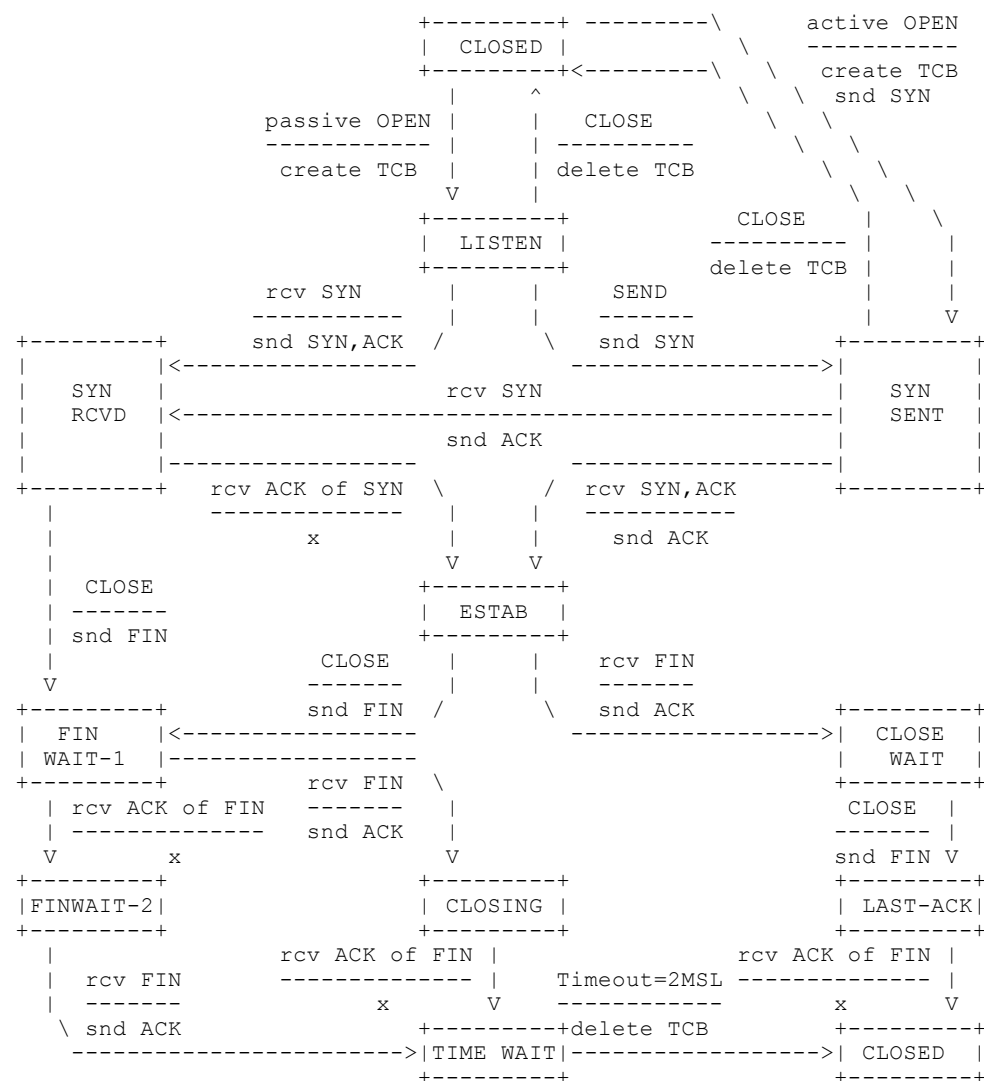 +---------+ ---------\      active OPEN
                              |  CLOSED |            \    -----------
                              +---------+<---------\   \   create TCB
                                |     ^              \   \  snd SYN
                   passive OPEN |     |   CLOSE        \   \
                   ------------ |     | ----------       \   \
                    create TCB  |     | delete TCB         \   \
                                V     |                      \   \
                              +---------+            CLOSE    |    \
                              |  LISTEN |          ---------- |     |
                              +---------+          delete TCB |     |
                   rcv SYN      |     |     SEND              |     |
                  -----------   |     |    -------            |     V
 +---------+      snd SYN,ACK  /       \   snd SYN          +---------+
 |         |<-----------------           ------------------>|         |
 |   SYN   |                    rcv SYN                     |   SYN   |
 |   RCVD  |<-----------------------------------------------|   SENT  |
 |         |                    snd ACK                     |         |
 |         |------------------           -------------------|         |
 +---------+   rcv ACK of SYN  \       /  rcv SYN,ACK       +---------+
   |           --------------   |     |   -----------
   |                  x         |     |     snd ACK
   |                            V     V
   |  CLOSE                   +---------+
   | -------                  |  ESTAB  |
   | snd FIN                  +---------+
   |                   CLOSE    |     |    rcv FIN
   V                  -------   |     |    -------
 +---------+          snd FIN  /       \   snd ACK          +---------+
 |  FIN    |<-----------------           ------------------>|  CLOSE  |
 | WAIT-1  |------------------                              |   WAIT  |
 +---------+          rcv FIN  \                            +---------+
   | rcv ACK of FIN   -------   |                            CLOSE  |
   | --------------   snd ACK   |                           ------- |
   V        x                   V                           snd FIN V
 +---------+                  +---------+                   +---------+
 |FINWAIT-2|                  | CLOSING |                   | LAST-ACK|
 +---------+                  +---------+                   +---------+
   |                rcv ACK of FIN |                 rcv ACK of FIN |
   |  rcv FIN       -------------- |    Timeout=2MSL -------------- |
   |  -------              x       V    ------------        x       V
    \ snd ACK                 +---------+delete TCB         +---------+
     ------------------------>|TIME WAIT|------------------>| CLOSED  |
                              +---------+                   +---------+